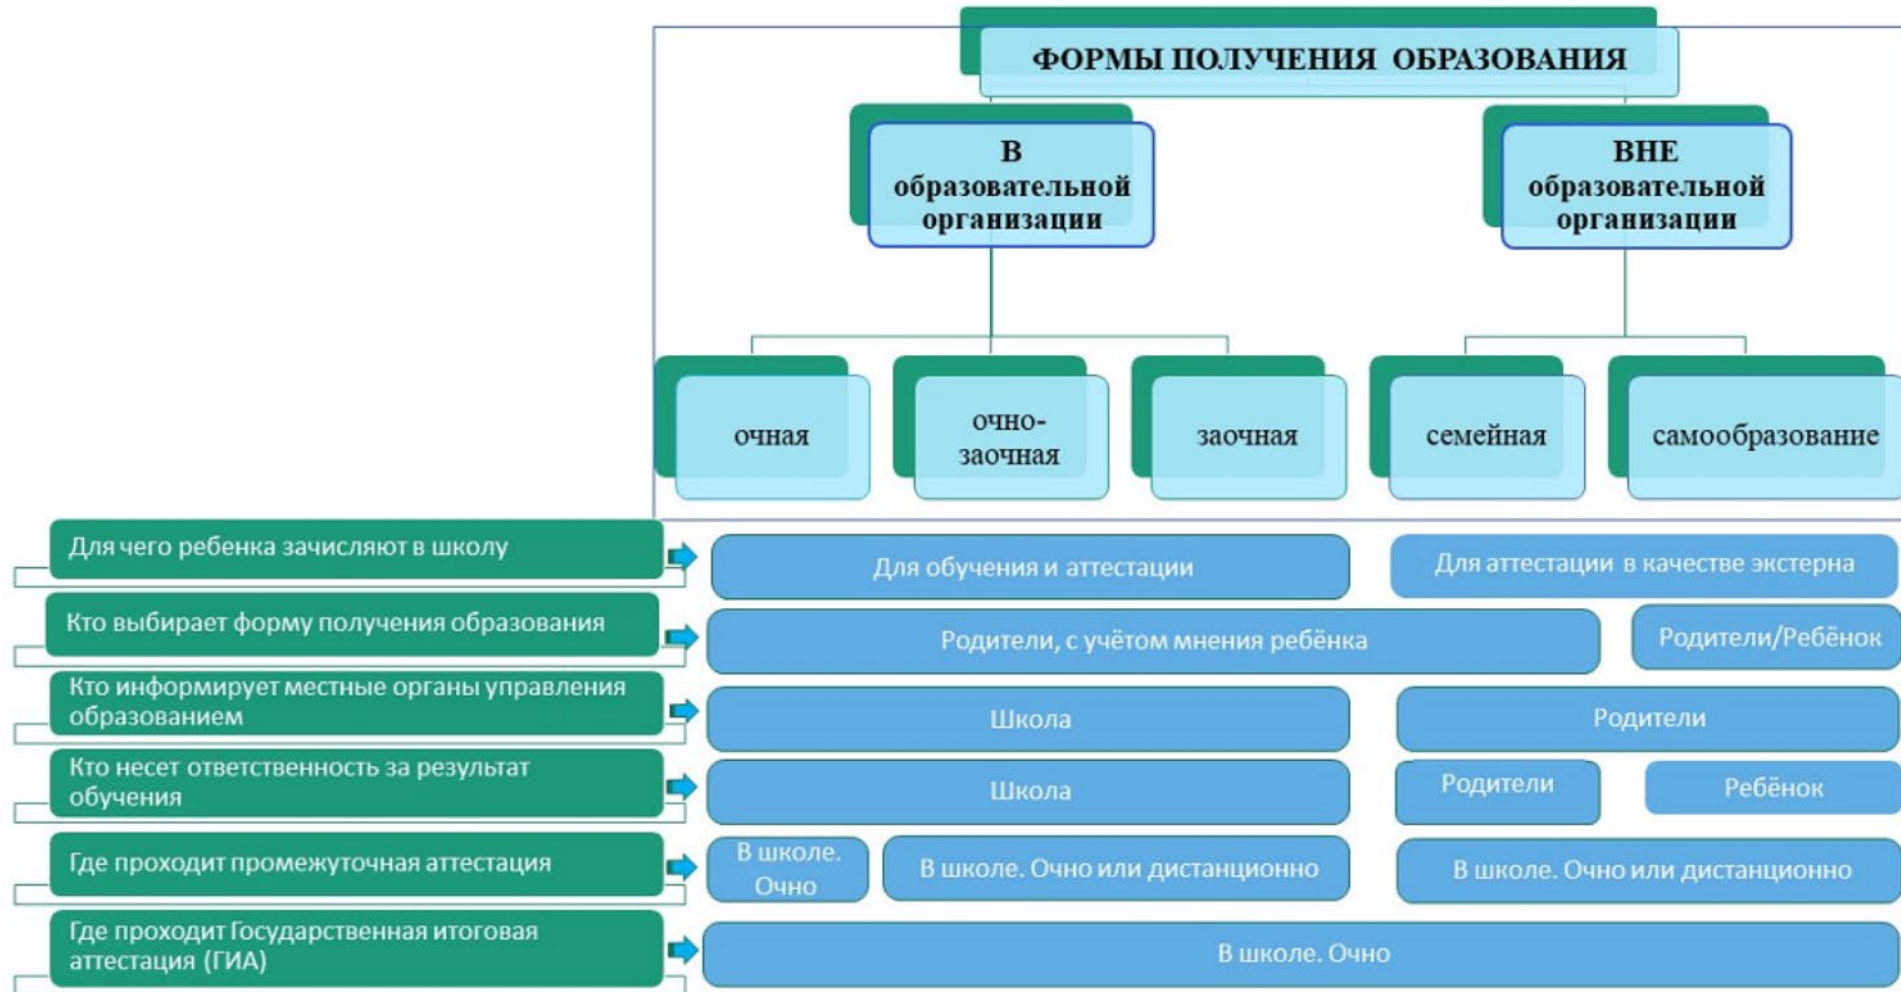 ФОРМЫ ПОЛУЧЕНИЯ ОБРАЗОВАНИЯ
В
образовательной
организации
ВНЕ
образовательной
организации
очная
очно-
заочная
заочная
семейная
самообразование
Для чего ребенка зачисляют в школу
Для обучения и аттестации
Для аттестации в качестве экстерна
Кто выбирает форму получения образования
Родители, с учётом мнения ребёнка
Родители/Ребёнок
Кто информирует местные органы управления
образованием
Школа
Родители
Кто несет ответственность за результат
обучения
Школа
Родители
Ребёнок
Где проходит промежуточная аттестация
В школе.
Очно
В школе. Очно или дистанционно
В школе. Очно или дистанционно
Где проходит Государственная итоговая
аттестация (ГИА)
В школе. Очно